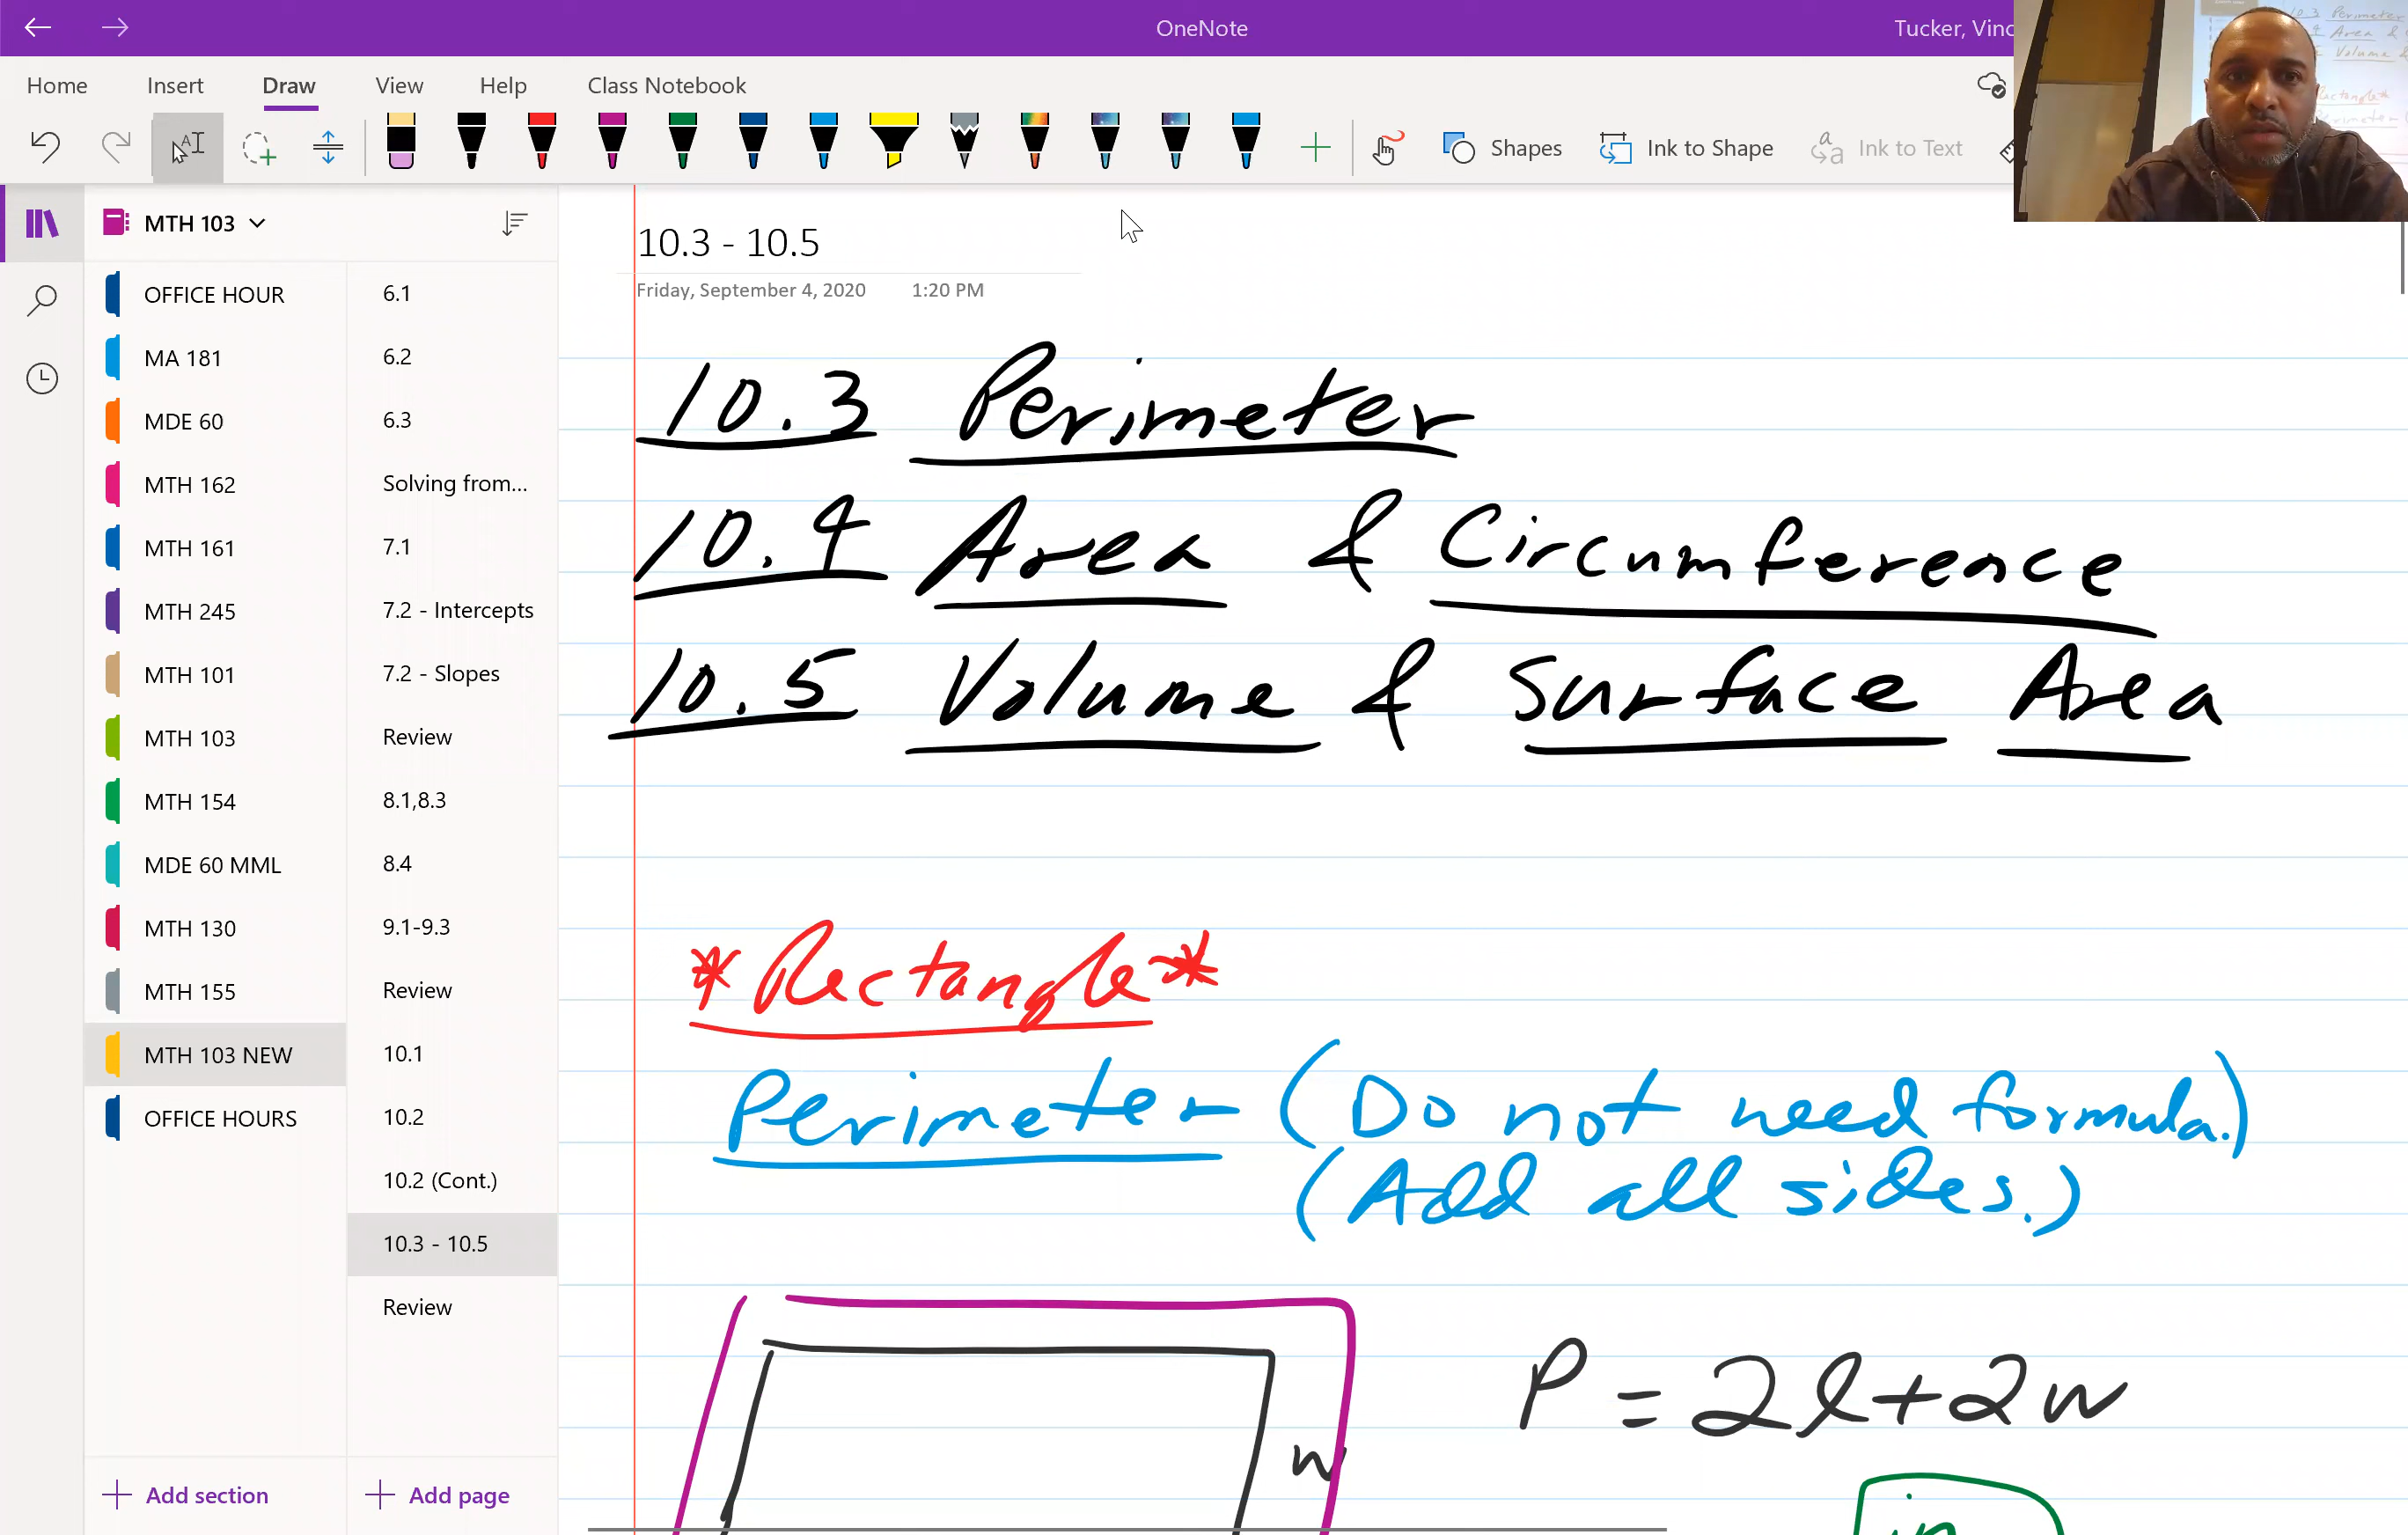 OneNote
Tucker, Vinc
Home Insert Draw View Help Class Notebook
Shapes Ink to Shape Ink to Text
MTH 103
OFFICE HOUR
MA 181
MDE 60
MTH 162
MTH 161
MTH 245
MTH 101
MTH 103
MTH 154
MDE 60 MML
MTH 130
MTH 155
MTH 103 NEW
OFFICE HOURS
Add section
6.1
6.2
6.3
Solving from...
7.1
7.2 - Intercepts
7.2 - Slopes
Review
8.1,8.3
8.4
9.1-9.3
Review
10.1
10.2
10.2 (Cont.)
10.3 - 10.5
Review
Add page
10.3 - 10.5
Friday, September 4, 2020 1:20 PM
10.3 Perimeter
10.4 Area & Circumference
10.5 Volume & Surface Area
*Rectangle*
Perimeter - (Do not need formula.)
(Add all sides.)
w
P = 2l + 2w
in